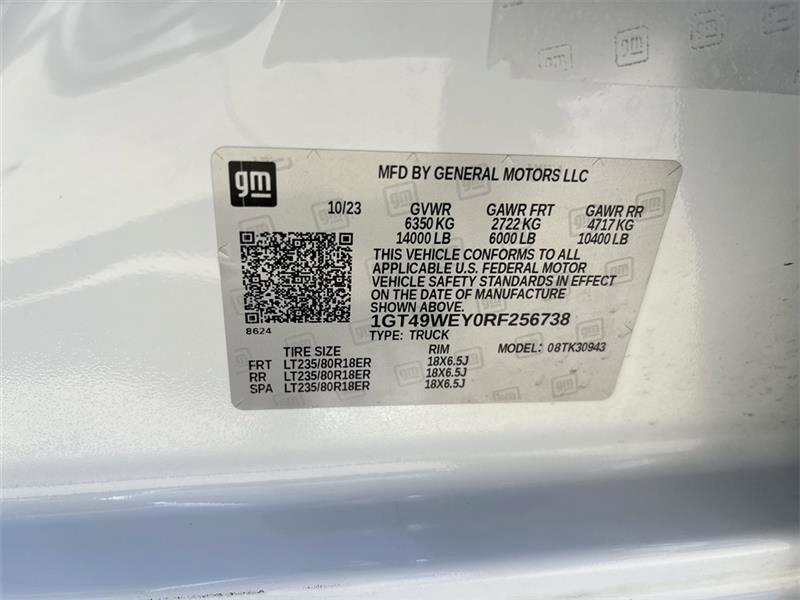 gm
MFD BY GENERAL MOTORS LLC
10/23 GVWR GAWR FRT GAWR RR
6350 KG 2722 KG 4717 KG
14000 LB 6000 LB 10400 LB
THIS VEHICLE CONFORMS TO ALL
APPLICABLE U.S. FEDERAL MOTOR
VEHICLE SAFETY STANDARDS IN EFFECT
ON THE DATE OF MANUFACTURE
SHOWN ABOVE.
8624
1GT49WEY0RF256738
TYPE: TRUCK MODEL: 08TK30943
TIRE SIZE RIM
FRT LT235/80R18ER 18X6.5J
RR LT235/80R18ER 18X6.5J
SPA LT235/80R18ER 18X6.5J